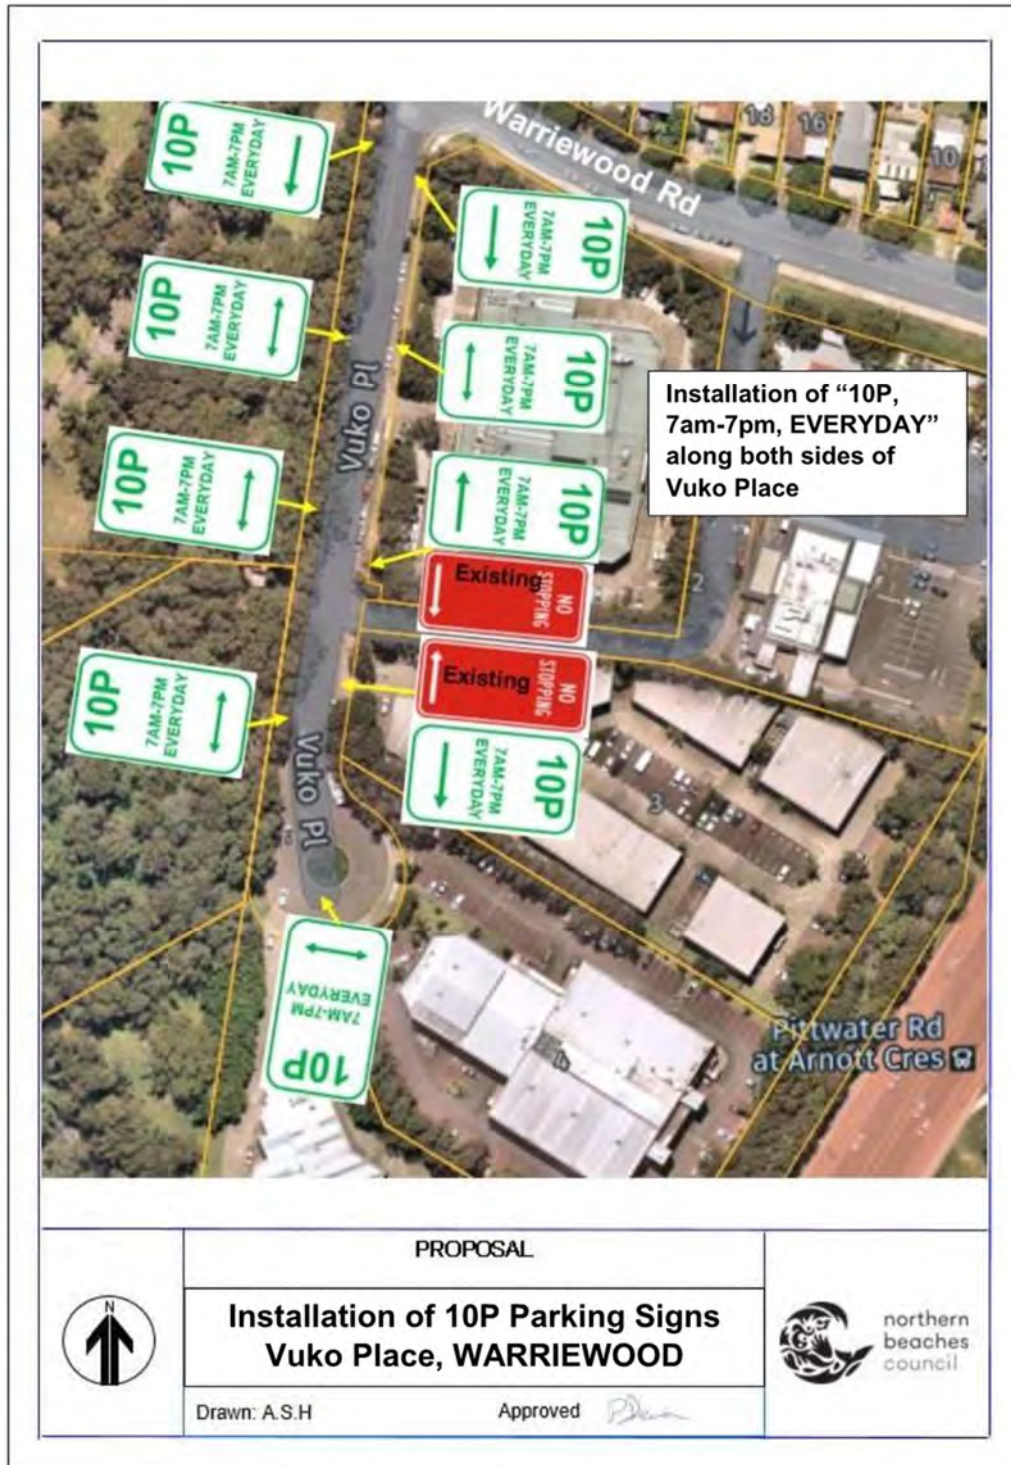 Warriewood Rd
18
16
10
10P
7AM-7PM
EVERYDAY
10P
7AM-7PM
EVERYDAY
10P
7AM-7PM
EVERYDAY
10P
7AM-7PM
EVERYDAY
Vuko Pl
Installation of “10P,
7am-7pm, EVERYDAY”
along both sides of
Vuko Place
10P
7AM-7PM
EVERYDAY
10P
7AM-7PM
EVERYDAY
Existing
NO
STOPPING
2
Existing
NO
STOPPING
10P
7AM-7PM
EVERYDAY
10P
7AM-7PM
EVERYDAY
Vuko Pl
3
10P
7AM-7PM
EVERYDAY
4
Pittwater Rd
at Arnott Cres
PROPOSAL
N
Installation of 10P Parking Signs
Vuko Place, WARRIEWOOD
northern
beaches
council
Drawn: A.S.H
Approved